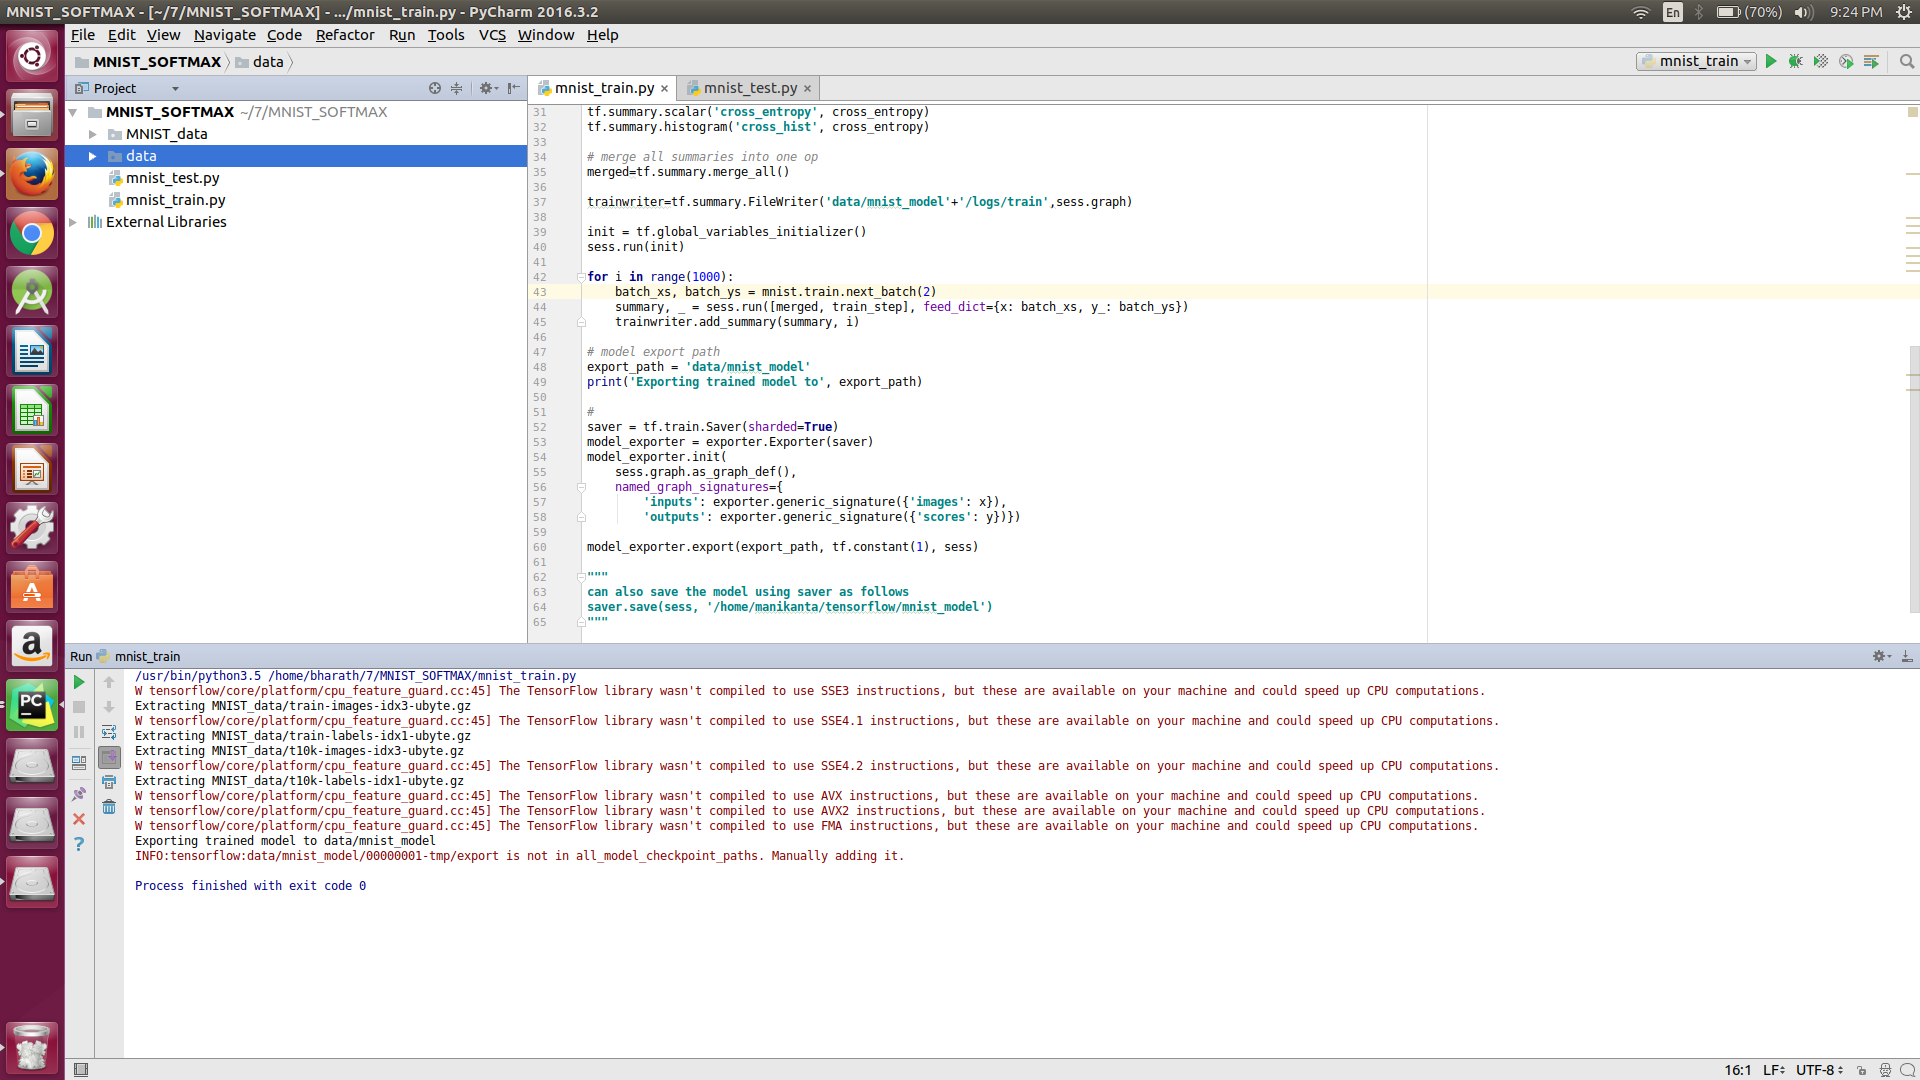 MNIST_SOFTMAX - [~/7/MNIST_SOFTMAX] - .../mnist_train.py - PyCharm 2016.3.2
En (70%) 9:24 PM
File Edit View Navigate Code Refactor Run Tools VCS Window Help
MNIST_SOFTMAX data
mnist_train
Project
mnist_train.py × mnist_test.py ×
MNIST_SOFTMAX ~/7/MNIST_SOFTMAX
MNIST_data
data
mnist_test.py
mnist_train.py
External Libraries
31 tf.summary.scalar('cross_entropy', cross_entropy)
32 tf.summary.histogram('cross_hist', cross_entropy)
33
34 # merge all summaries into one op
35 merged=tf.summary.merge_all()
36
37 trainwriter=tf.summary.FileWriter('data/mnist_model'+'/logs/train',sess.graph)
38
39 init = tf.global_variables_initializer()
40 sess.run(init)
41
42 for i in range(1000):
43 batch_xs, batch_ys = mnist.train.next_batch(2)
44 summary, _ = sess.run([merged, train_step], feed_dict={x: batch_xs, y_: batch_ys})
45 trainwriter.add_summary(summary, i)
46
47 # model export path
48 export_path = 'data/mnist_model'
49 print('Exporting trained model to', export_path)
50
51 #
52 saver = tf.train.Saver(sharded=True)
53 model_exporter = exporter.Exporter(saver)
54 model_exporter.init(
55 sess.graph.as_graph_def(),
56 named_graph_signatures={
57 'inputs': exporter.generic_signature({'images': x}),
58 'outputs': exporter.generic_signature({'scores': y})})
59
60 model_exporter.export(export_path, tf.constant(1), sess)
61
62 """
63 can also save the model using saver as follows
64 saver.save(sess, '/home/manikanta/tensorflow/mnist_model')
65 """
Run mnist_train
/usr/bin/python3.5 /home/bharath/7/MNIST_SOFTMAX/mnist_train.py
W tensorflow/core/platform/cpu_feature_guard.cc:45] The TensorFlow library wasn't compiled to use SSE3 instructions, but these are available on your machine and could speed up CPU computations.
Extracting MNIST_data/train-images-idx3-ubyte.gz
W tensorflow/core/platform/cpu_feature_guard.cc:45] The TensorFlow library wasn't compiled to use SSE4.1 instructions, but these are available on your machine and could speed up CPU computations.
Extracting MNIST_data/train-labels-idx1-ubyte.gz
Extracting MNIST_data/t10k-images-idx3-ubyte.gz
W tensorflow/core/platform/cpu_feature_guard.cc:45] The TensorFlow library wasn't compiled to use SSE4.2 instructions, but these are available on your machine and could speed up CPU computations.
Extracting MNIST_data/t10k-labels-idx1-ubyte.gz
W tensorflow/core/platform/cpu_feature_guard.cc:45] The TensorFlow library wasn't compiled to use AVX instructions, but these are available on your machine and could speed up CPU computations.
W tensorflow/core/platform/cpu_feature_guard.cc:45] The TensorFlow library wasn't compiled to use AVX2 instructions, but these are available on your machine and could speed up CPU computations.
W tensorflow/core/platform/cpu_feature_guard.cc:45] The TensorFlow library wasn't compiled to use FMA instructions, but these are available on your machine and could speed up CPU computations.
Exporting trained model to data/mnist_model
INFO:tensorflow:data/mnist_model/00000001-tmp/export is not in all_model_checkpoint_paths. Manually adding it.
Process finished with exit code 0
16:1 LF UTF-8